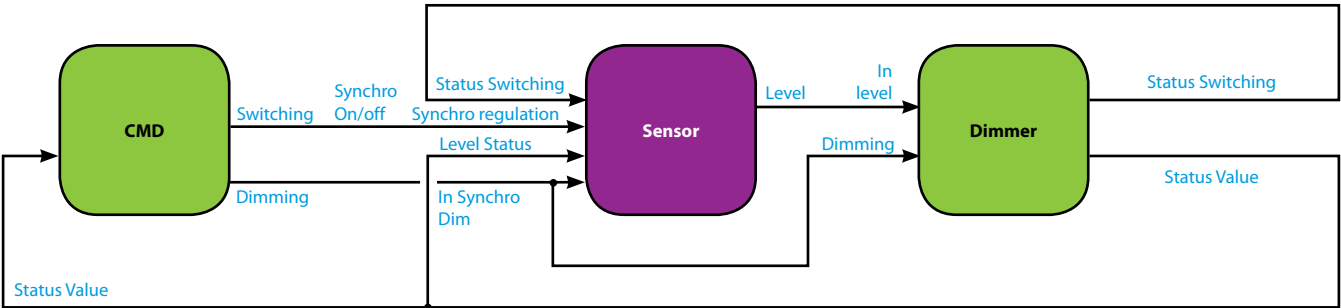 Status Switching
CMD
Switching
Synchro
On/off
Synchro regulation
Level Status
Dimming
In Synchro
Dim
Sensor
Level
In
level
Dimming
Dimmer
Status Switching
Status Value
Status Value